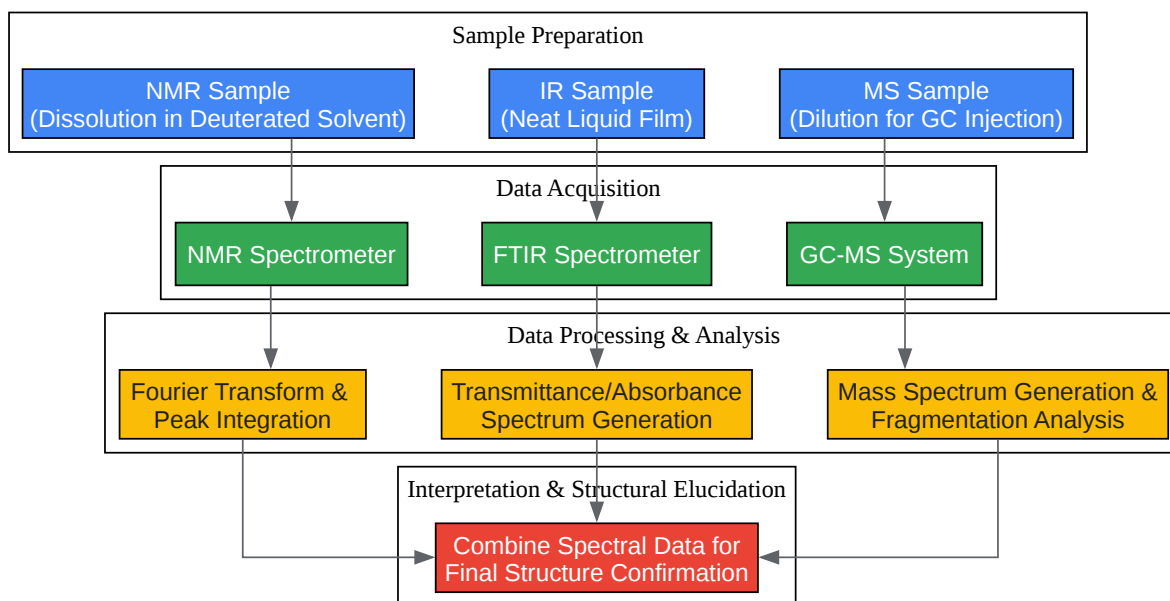 Sample Preparation
NMR Sample
(Dissolution in Deuterated Solvent)
IR Sample
(Neat Liquid Film)
MS Sample
(Dilution for GC Injection)
Data Acquisition
NMR Spectrometer
FTIR Spectrometer
GC-MS System
Data Processing & Analysis
Fourier Transform &
Peak Integration
Transmittance/Absorbance
Spectrum Generation
Mass Spectrum Generation &
Fragmentation Analysis
Interpretation & Structural Elucidation
Combine Spectral Data for
Final Structure Confirmation